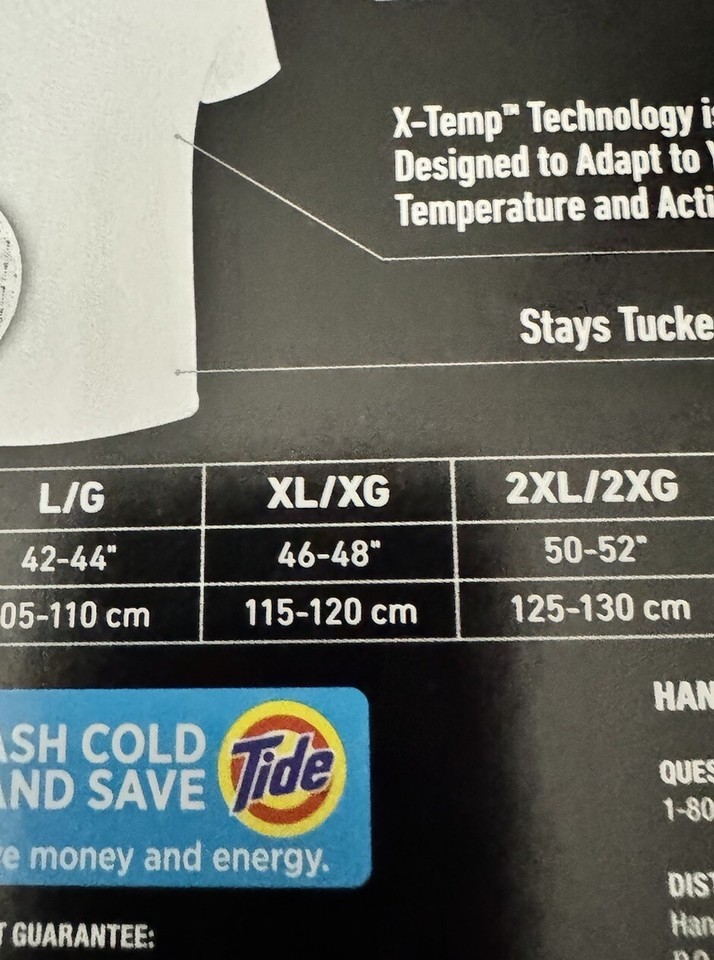 X-Temp™ Technology is
Designed to Adapt to Y
Temperature and Acti
Stays Tucke
L/G XL/XG 2XL/2XG
42-44" 46-48" 50-52"
05-110 cm 115-120 cm 125-130 cm
ASH COLD
AND SAVE
Tide
e money and energy.
HAN
QUES
1-80
DIST
Han
P.O.
T GUARANTEE: